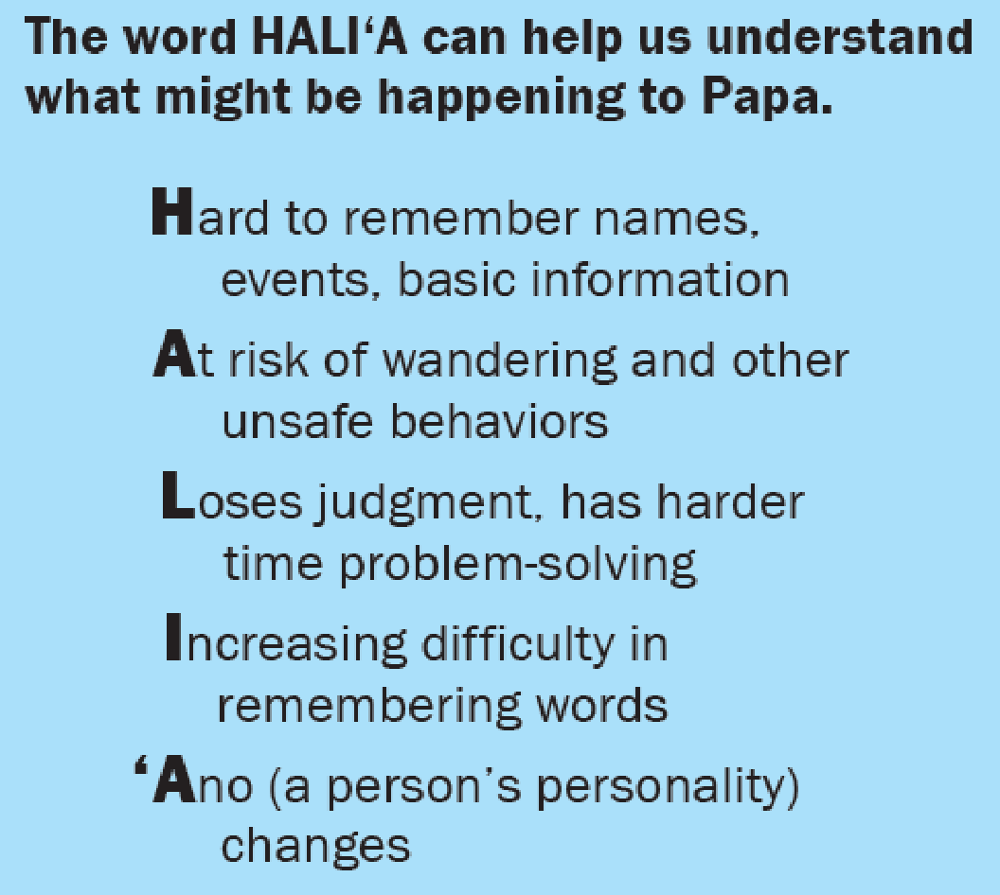 The word HALI‘A can help us understand
what might be happening to Papa.
Hard to remember names,
events, basic information
At risk of wandering and other
unsafe behaviors
Loses judgment, has harder
time problem-solving
Increasing difficulty in
remembering words
‘Ano (a person’s personality)
changes